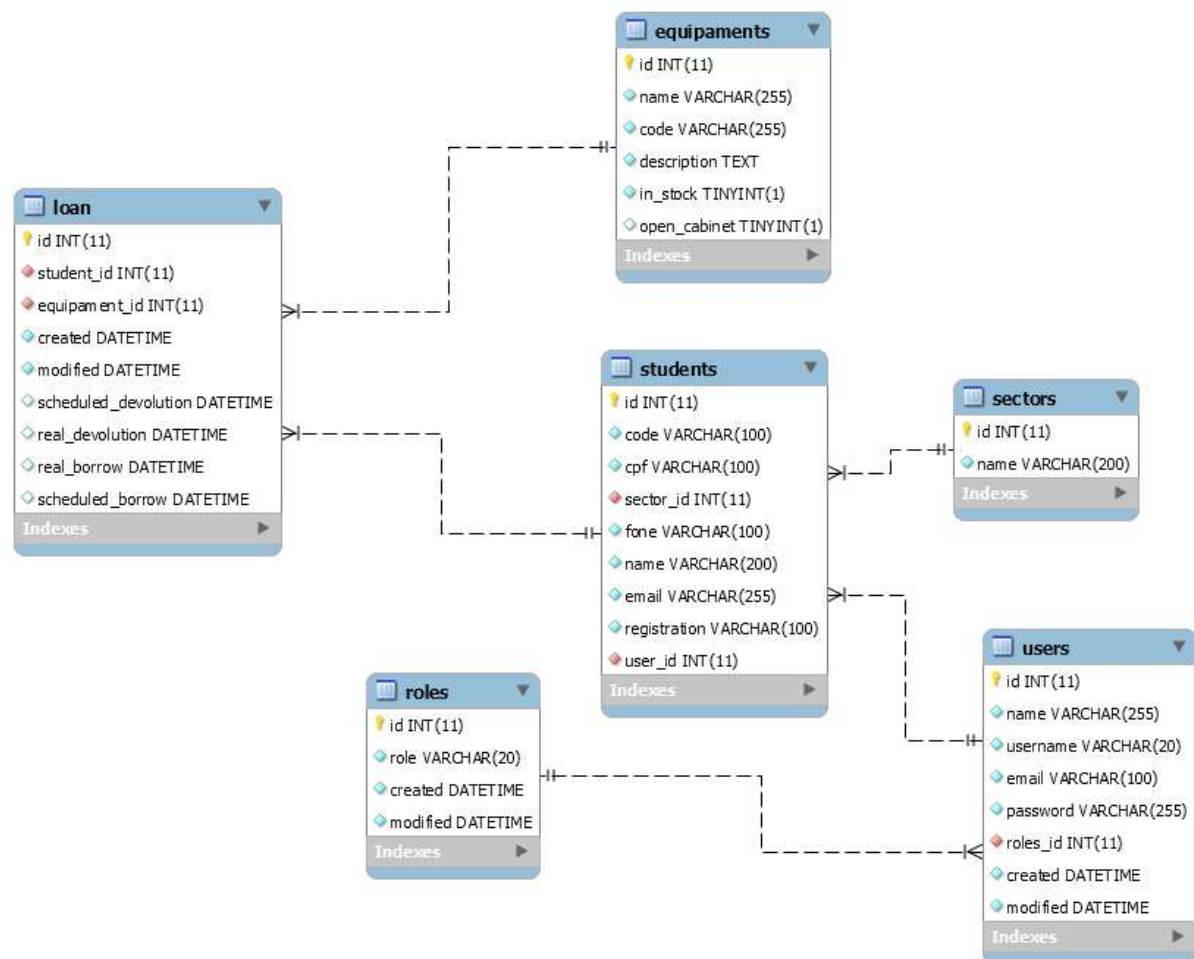 equipaments
id INT(11)
name VARCHAR(255)
code VARCHAR(255)
description TEXT
in_stock TINYINT(1)
open_cabinet TINYINT(1)
Indexes
loan
id INT(11)
student_id INT(11)
equipament_id INT(11)
created DATETIME
modified DATETIME
scheduled_devolution DATETIME
real_devolution DATETIME
real_borrow DATETIME
scheduled_borrow DATETIME
Indexes
students
id INT(11)
code VARCHAR(100)
cpf VARCHAR(100)
sector_id INT(11)
fone VARCHAR(100)
name VARCHAR(200)
email VARCHAR(255)
registration VARCHAR(100)
user_id INT(11)
Indexes
sectors
id INT(11)
name VARCHAR(200)
Indexes
roles
id INT(11)
role VARCHAR(20)
created DATETIME
modified DATETIME
Indexes
users
id INT(11)
name VARCHAR(255)
username VARCHAR(20)
email VARCHAR(100)
password VARCHAR(255)
roles_id INT(11)
created DATETIME
modified DATETIME
Indexes